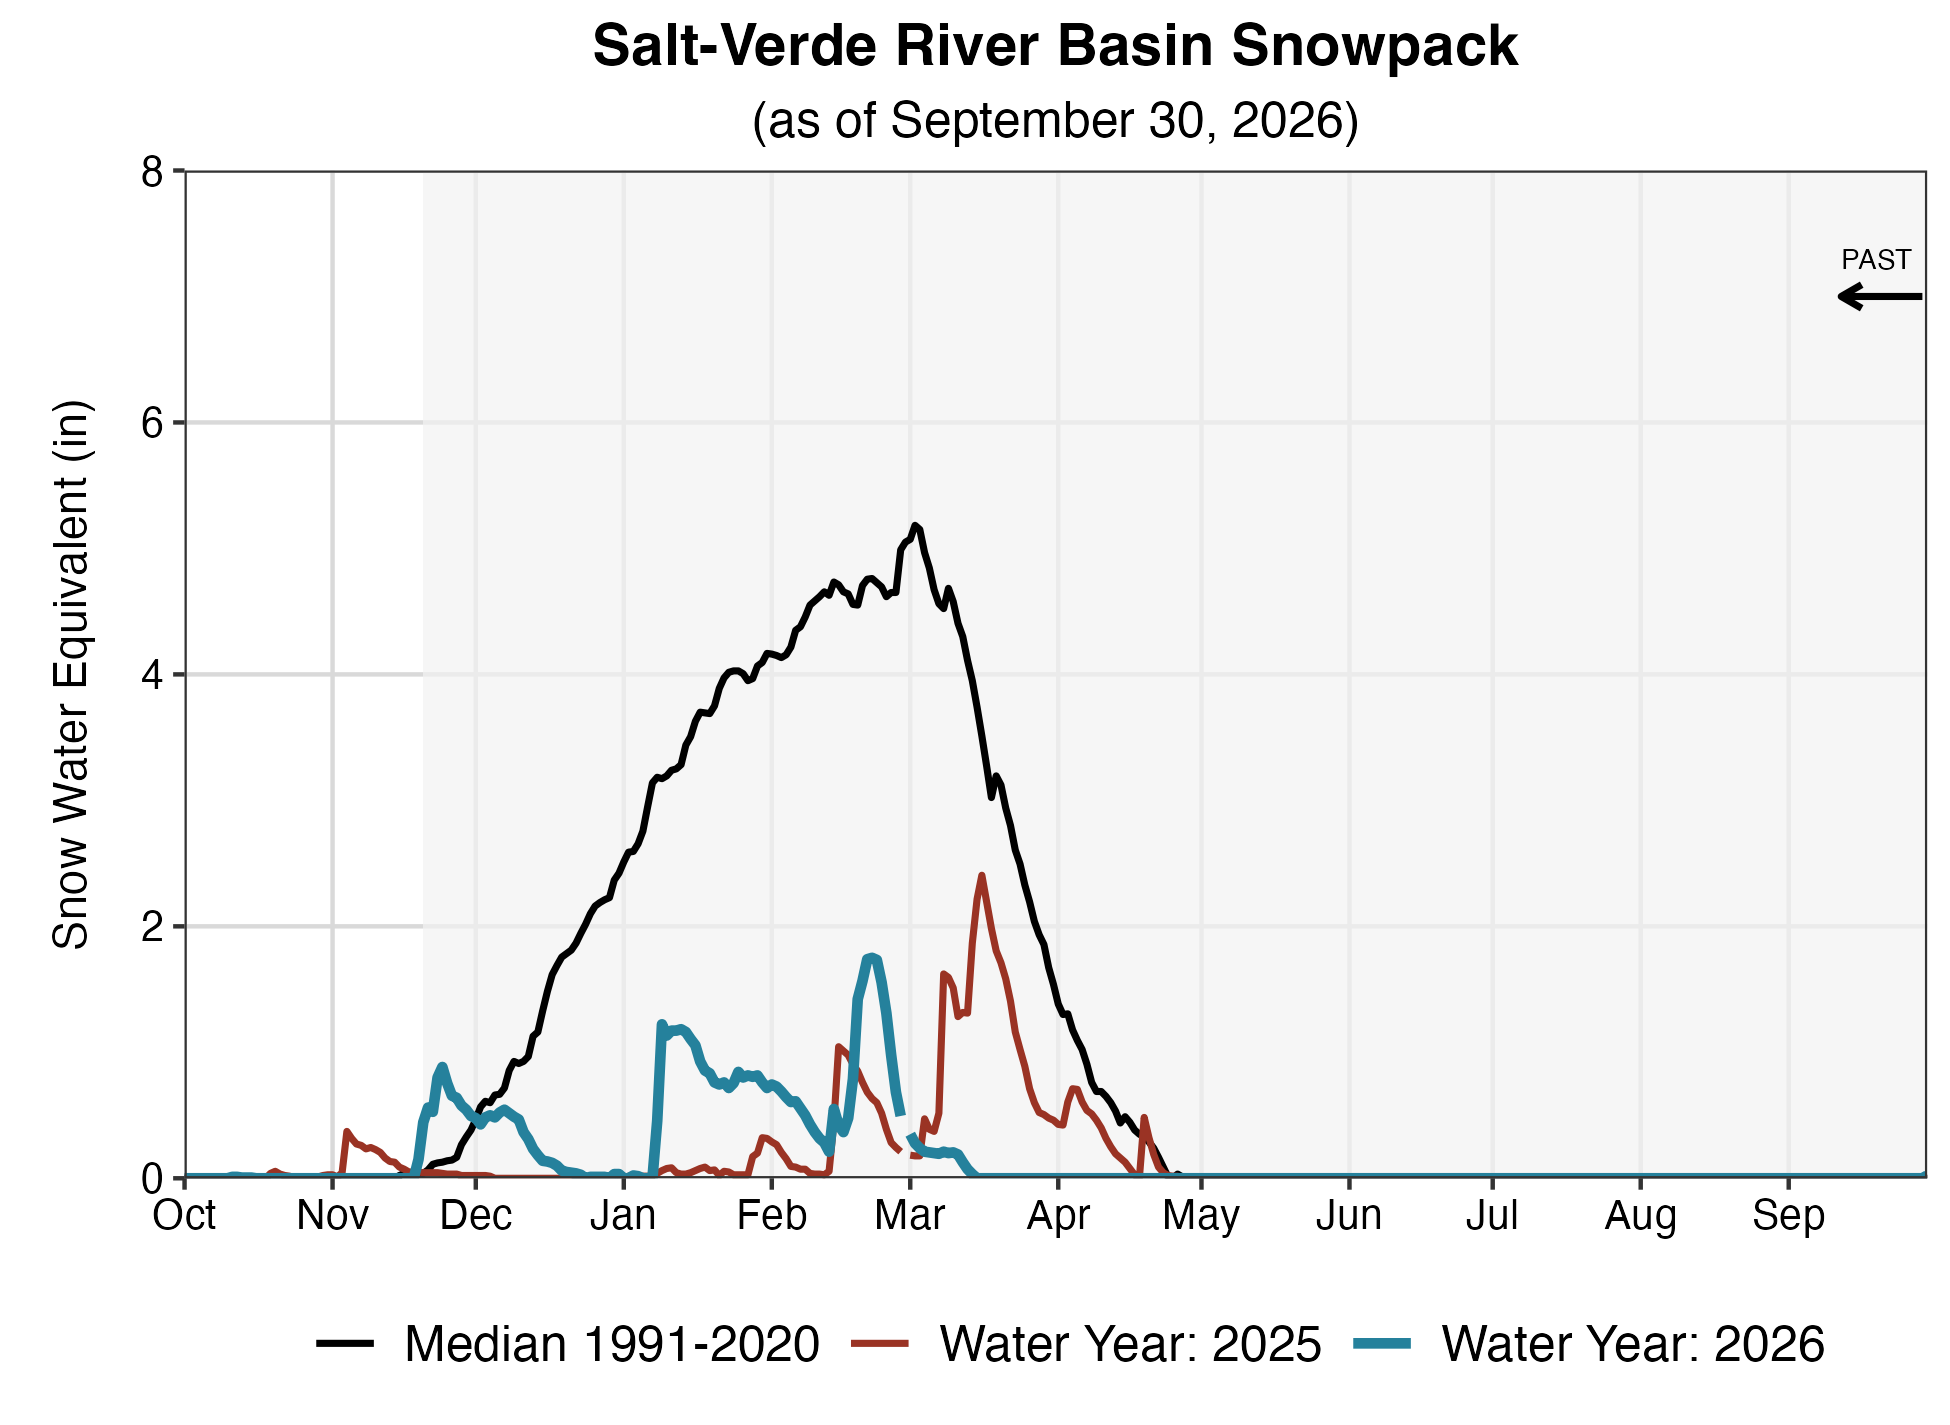 Salt-Verde River Basin Snowpack
(as of September 30, 2026)
8
6
4
2
0
Snow Water Equivalent (in)
PAST
Oct Nov Dec Jan Feb Mar Apr May Jun Jul Aug Sep
Median 1991-2020 Water Year: 2025 Water Year: 2026